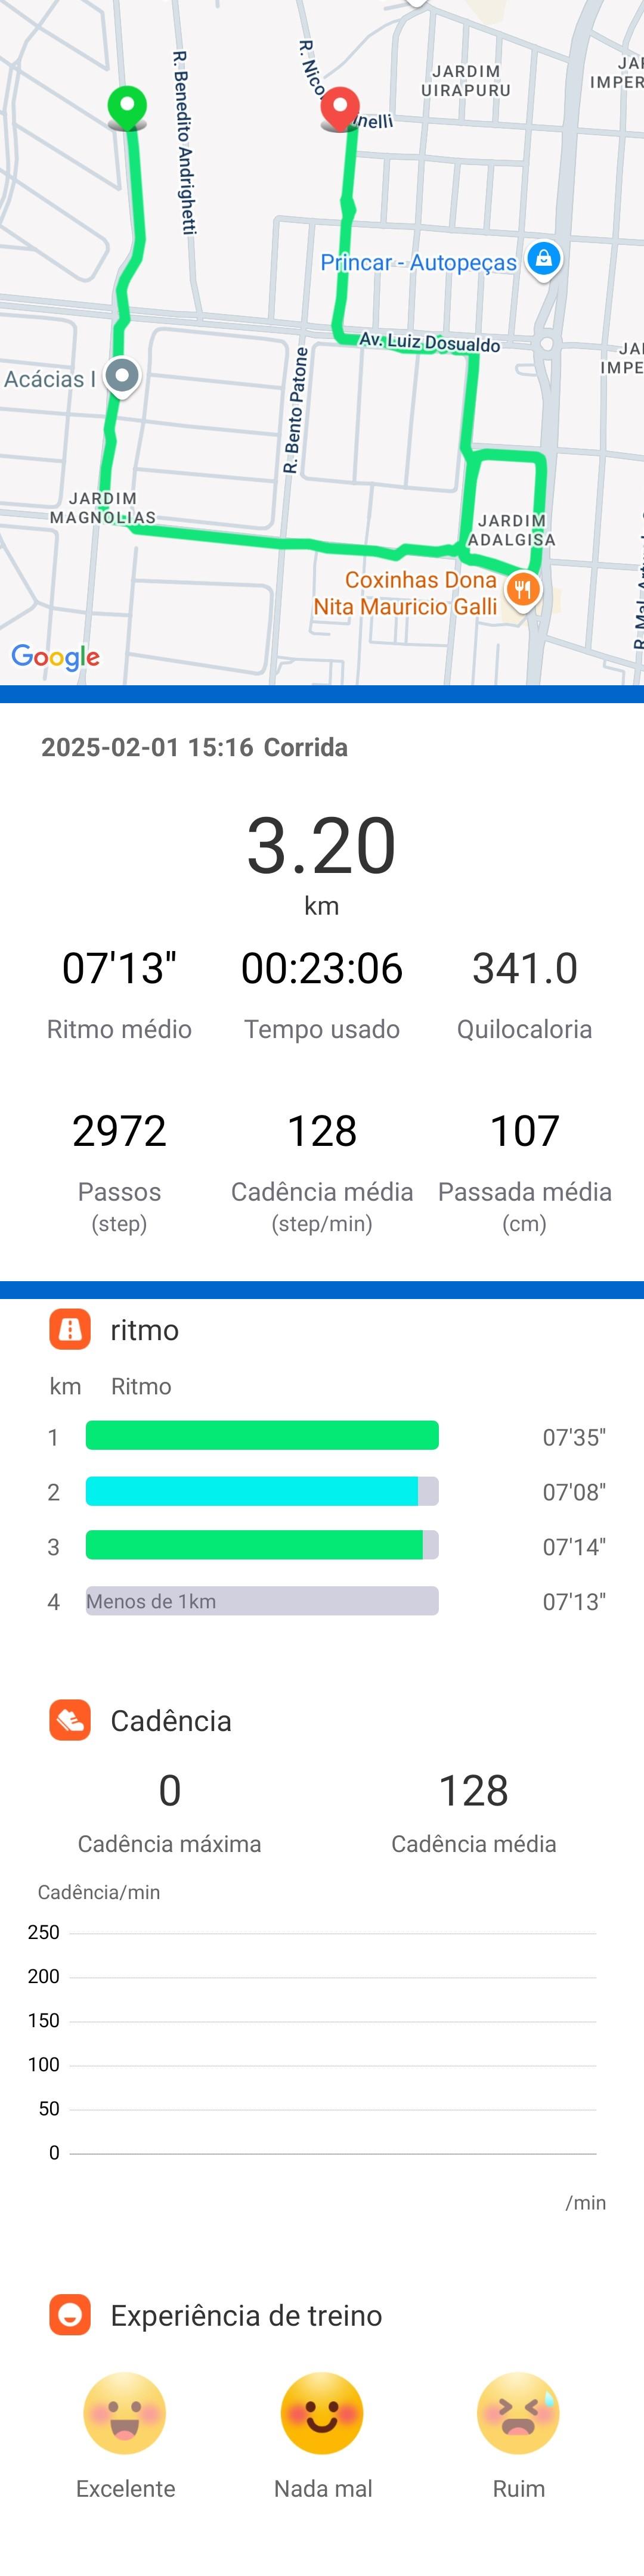 R. Benedito Andrighetti
R. Nico
nelli
JARDIM
UIRAPURU
JA
IMPER
Princar - Autopeças
Av. Luiz Dosualdo
JA
IMPE
Acácias I
R. Bento Patone
JARDIM
MAGNOLIAS
JARDIM
ADALGISA
Coxinhas Dona
Nita Mauricio Galli
R. Mal. Artu
Google
2025-02-01 15:16 Corrida
3.20
km
07'13" 00:23:06 341.0
Ritmo médio Tempo usado Quilocaloria
2972 128 107
Passos Cadência média Passada média
(step) (step/min) (cm)
ritmo
km Ritmo
1 07'35"
2 07'08"
3 07'14"
4 Menos de 1km 07'13"
Cadência
0 128
Cadência máxima Cadência média
Cadência/min
250
200
150
100
50
0
/min
Experiência de treino
Excelente Nada mal Ruim